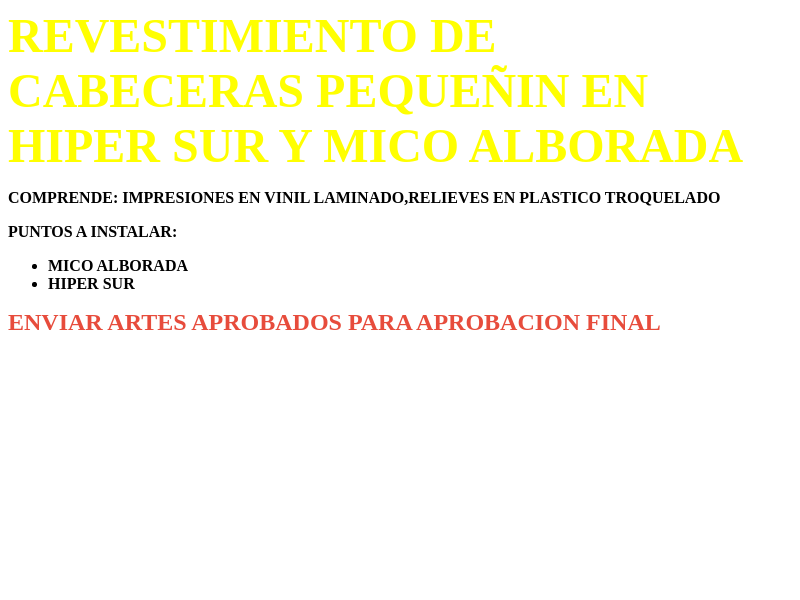 REVESTIMIENTO DE
CABECERAS PEQUEÑIN EN
HIPER SUR Y MICO ALBORADA
COMPRENDE: IMPRESIONES EN VINIL LAMINADO,RELIEVES EN PLASTICO TROQUELADO
PUNTOS A INSTALAR:
MICO ALBORADA
HIPER SUR
ENVIAR ARTES APROBADOS PARA APROBACION FINAL